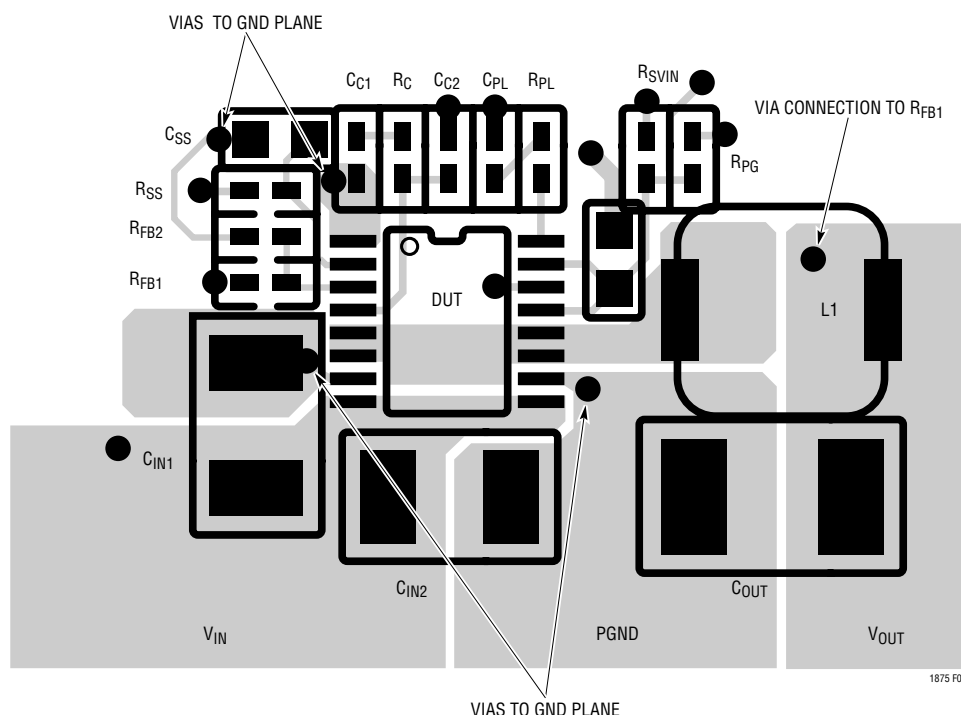 VIAS TO GND PLANE
CC1
RC
CC2
CPL
RPL
RSVIN
VIA CONNECTION TO RFB1
CSS
RPG
RSS
RFB2
RFB1
DUT
L1
CIN1
CIN2
COUT
VIN
PGND
VOUT
1875 F0
VIAS TO GND PLANE